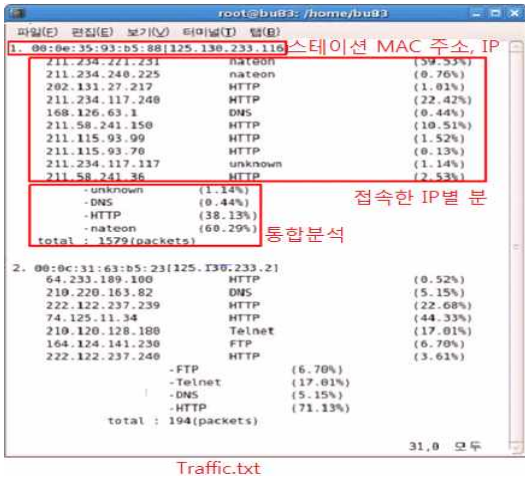 root@bu83: /home/bu83
파일(F) 편집(E) 보기(V) 터미널(T) 탭(B)
1. 00:0e:35:93:b5:88[125.130.233.116] 스테이션 MAC 주소, IP
211.234.221.231 nateon (59.53%)
211.234.240.225 nateon (0.76%)
202.131.27.217 HTTP (1.01%)
211.234.117.240 HTTP (22.42%)
168.126.63.1 DNS (0.44%)
211.58.241.150 HTTP (10.51%)
211.115.93.99 HTTP (1.52%)
211.115.93.70 HTTP (0.13%)
211.234.117.117 unknown (1.14%)
211.58.241.36 HTTP (2.53%)
접속한 IP별 분
-unknown (1.14%)
-DNS (0.44%)
-HTTP (38.13%)
-nateon (60.29%)
통합분석
total : 1579(packets)
2. 00:0c:31:63:b5:23[125.130.233.2]
64.233.189.100 HTTP (0.52%)
210.220.163.82 DNS (5.15%)
222.122.237.239 HTTP (22.68%)
74.125.11.34 HTTP (44.33%)
210.120.128.180 Telnet (17.01%)
164.124.141.230 FTP (6.70%)
222.122.237.240 HTTP (3.61%)
-FTP (6.70%)
-Telnet (17.01%)
-DNS (5.15%)
-HTTP (71.13%)
total : 194(packets)
31,0 모두
Traffic.txt